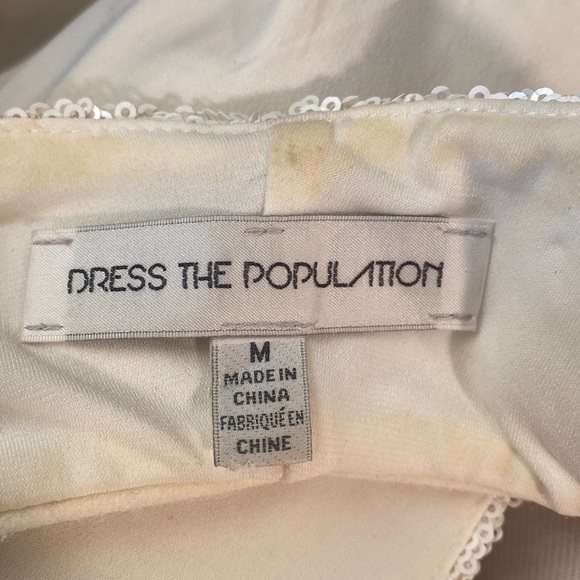 DRESS THE POPULATION
M
MADE IN
CHINA
FABRIQUÉ EN
CHINE